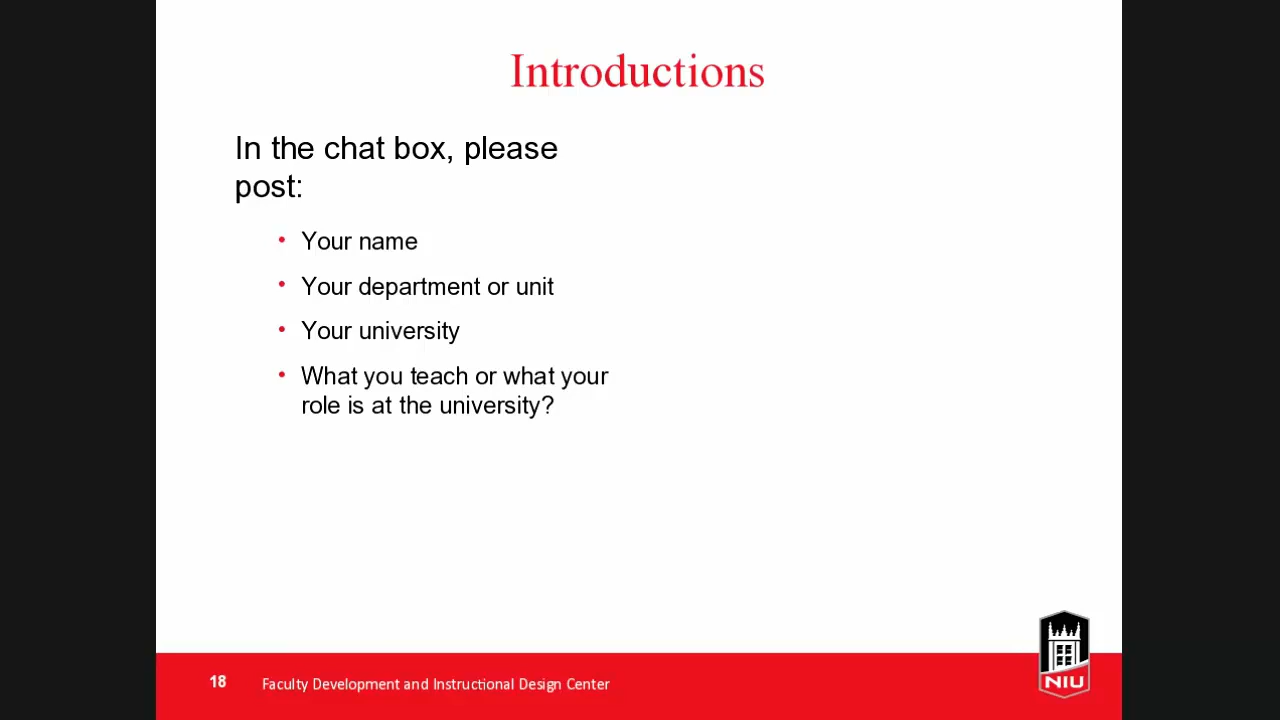 Introductions
In the chat box, please
post:
• Your name
• Your department or unit
• Your university
• What you teach or what your
role is at the university?
18 Faculty Development and Instructional Design Center
NIU